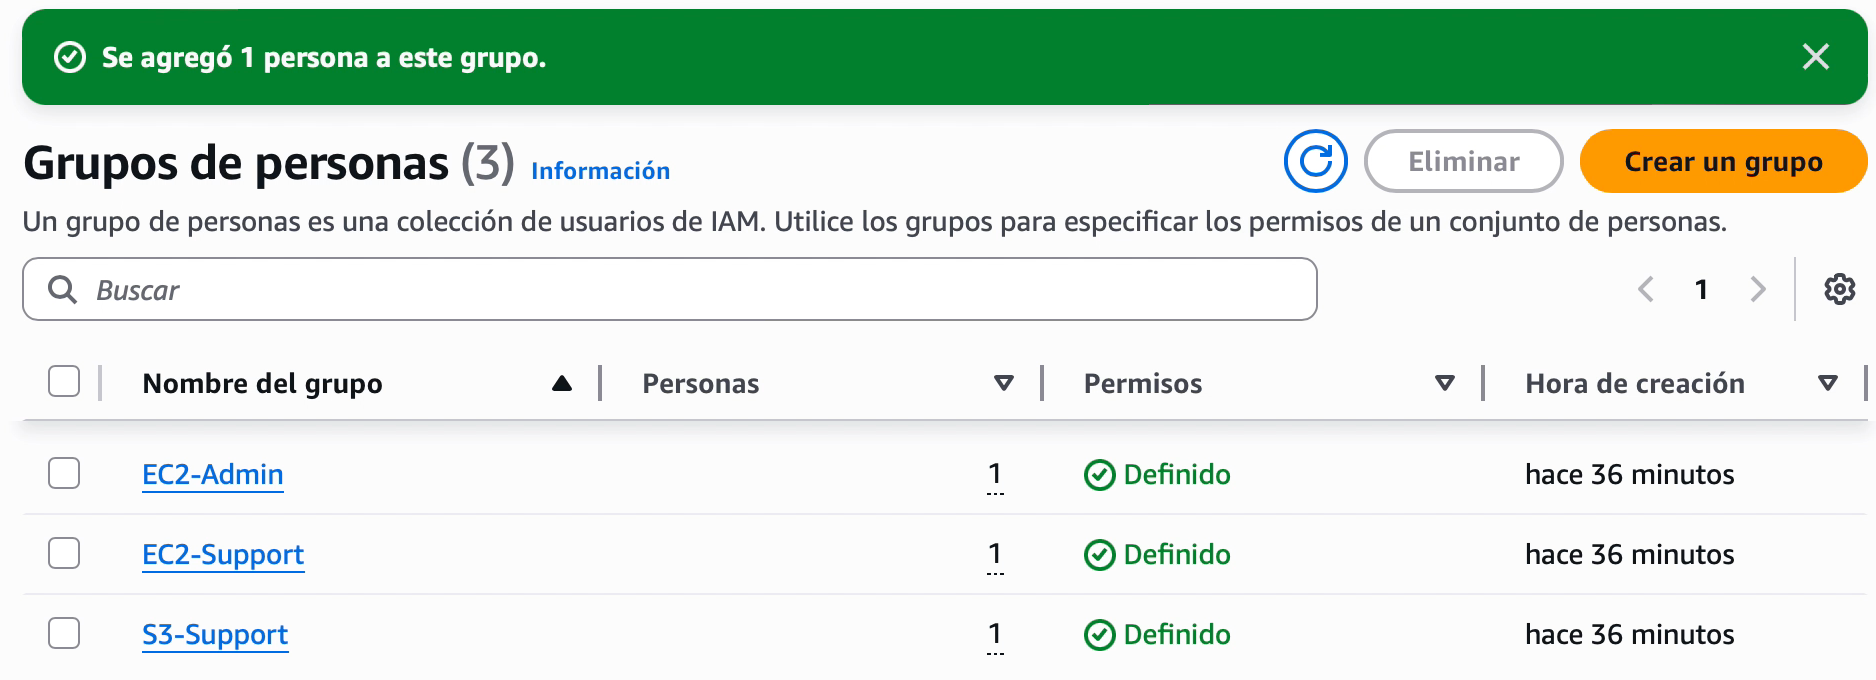 Se agregó 1 persona a este grupo.
Grupos de personas (3) Información
Eliminar
Crear un grupo
Un grupo de personas es una colección de usuarios de IAM. Utilice los grupos para especificar los permisos de un conjunto de personas.
Buscar
1
Nombre del grupo Personas Permisos Hora de creación
EC2-Admin 1 Definido hace 36 minutos
EC2-Support 1 Definido hace 36 minutos
S3-Support 1 Definido hace 36 minutos